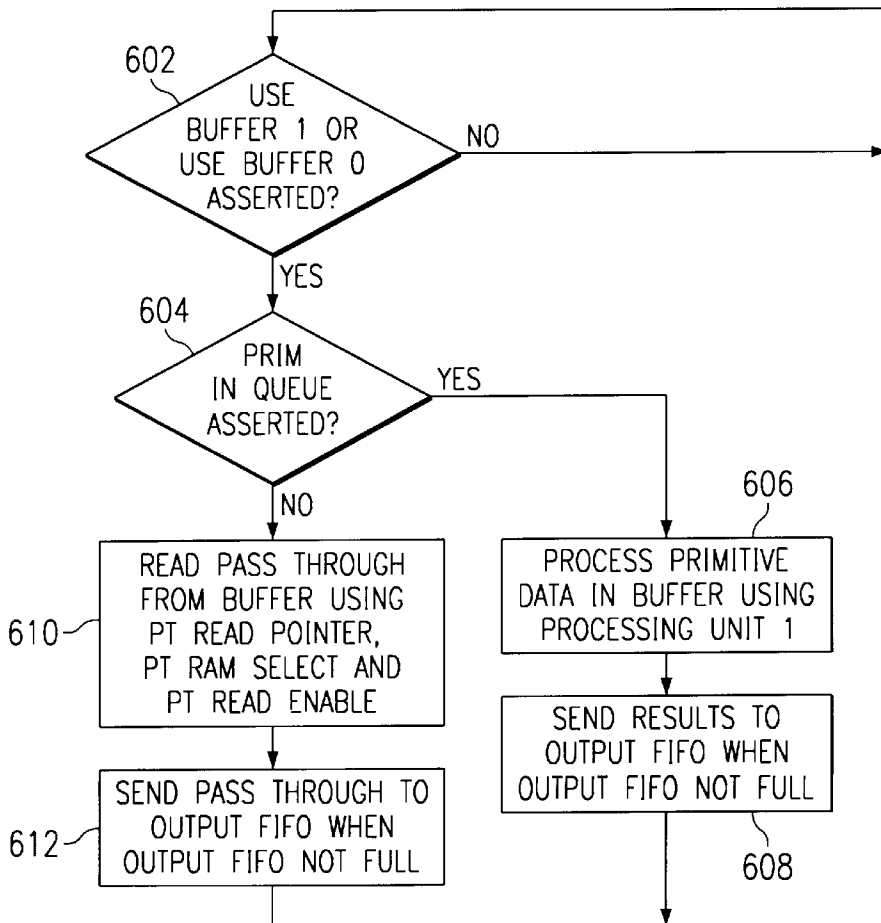 602
USE
BUFFER 1 OR
USE BUFFER 0
ASSERTED?
NO
YES
604
PRIM
IN QUEUE
ASSERTED?
YES
NO
606
PROCESS PRIMITIVE
DATA IN BUFFER USING
PROCESSING UNIT 1
610
READ PASS THROUGH
FROM BUFFER USING
PT READ POINTER,
PT RAM SELECT AND
PT READ ENABLE
SEND RESULTS TO
OUTPUT FIFO WHEN
OUTPUT FIFO NOT FULL
608
612
SEND PASS THROUGH TO
OUTPUT FIFO WHEN
OUTPUT FIFO NOT FULL